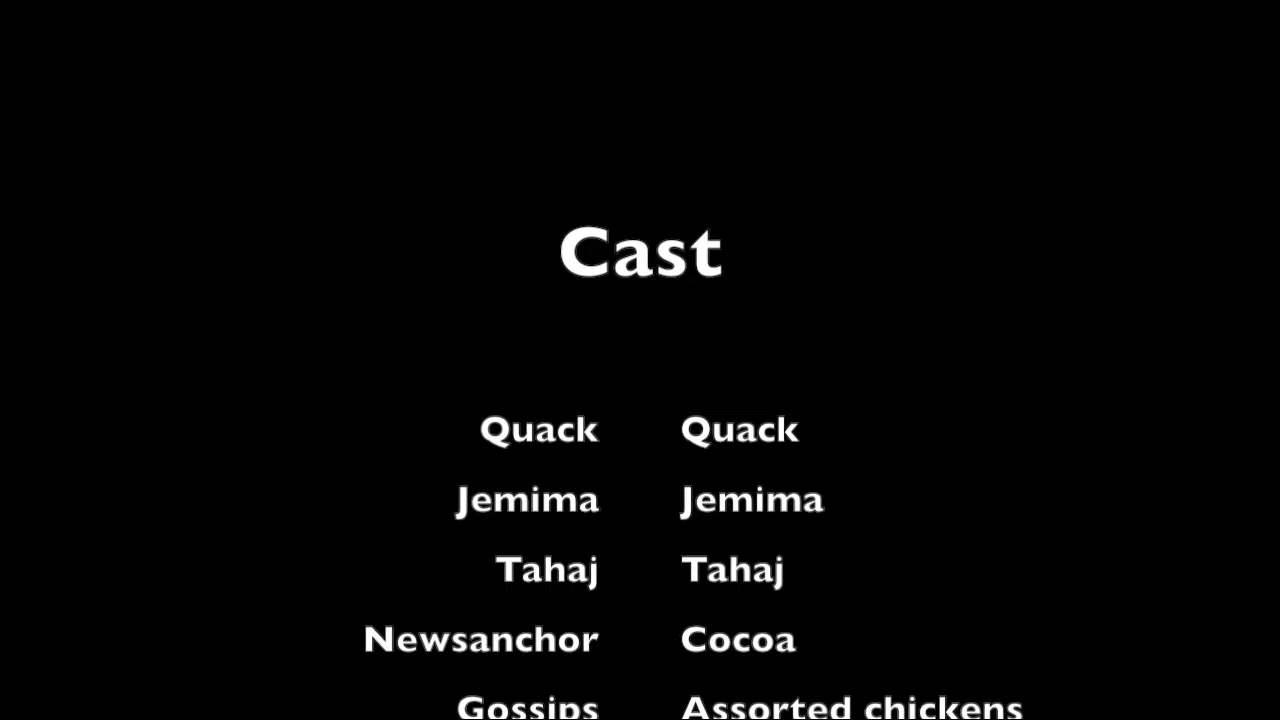 Cast
Quack Quack
Jemima Jemima
Tahaj Tahaj
Newsanchor Cocoa
Gossips Assorted chickens